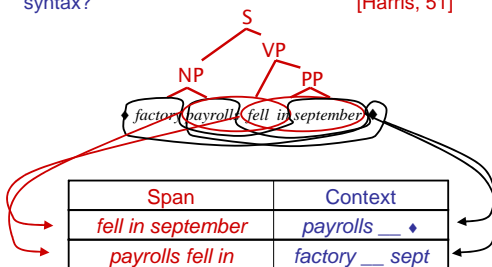 syntax? [Harris, 51]
S
VP
NP PP
♦ factory payrolls fell in september ♦
Span Context
fell in september payrolls __ ♦
payrolls fell in factory __ sept